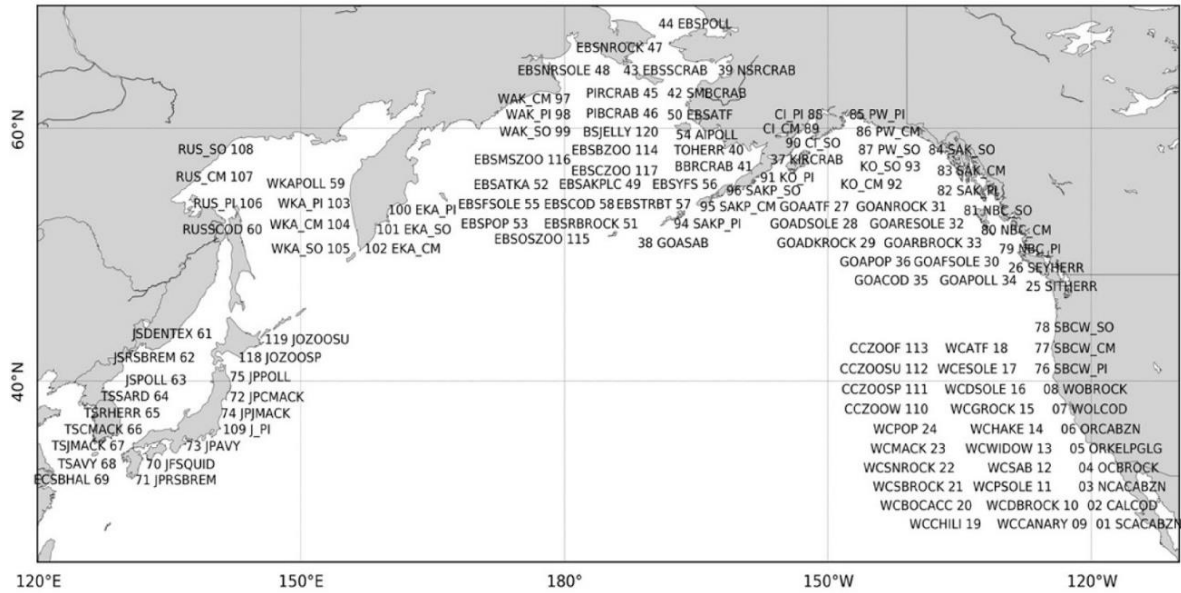 44 EBSPOLL
EBSNROCK 47
EBSNRSOLE 48 43 EBSSCRAB 39 NSRCRAB
PIRCRAB 45 42 SMBCRAB
WAK_CM 97
WAK_PI 98 PIBCRAB 46 50 EBSATF CI_PI 88 85 PW_PI
60°N
WAK_SO 99 BSJELLY 120 54 AIPOLL CI_CM 89 86 PW_CM
90 CI_SO
RUS_SO 108 EBSBZOO 114 TOHERR 40 87 PW_SO 84 SAK_SO
EBSMSZOO 116 37 KIRCRAB
EBSCZOO 117 BBRCRAB 41 KO_SO 93 83 SAK_CM
RUS_CM 107 WKAPOLL 59 91 KO_PI
EBSATKA 52 EBSAKPLC 49 EBSYFS 56 KO_CM 92
96 SAKP_SO 82 SAK_PI
RUS_PI 106 WKA_PI 103 EBSFSOLE 55 EBSCOD 58 EBSTRBT 57 95 SAKP_CM GOAATF 27 GOANROCK 31
100 EKA_PI 81 NBC_SO
WKA_CM 104 EBSPOP 53 EBSRBROCK 51 94 SAKP_PI GOADSOLE 28 GOARESOLE 32
RUSSCOD 60 101 EKA_SO 80 NBC_CM
EBSOSZOO 115 38 GOASAB GOADKROCK 29 GOARBROCK 33
WKA_SO 105 102 EKA_CM 79 NBC_PI
GOAPOP 36 GOAFSOLE 30
26 SEYHERR
GOACOD 35 GOAPOLL 34
25 SITHERR
78 SBCW_SO
JSDENTEX 61 119 JOZOOSU
CCZOOF 113 WCATF 18 77 SBCW_CM
JSRSBREM 62 118 JOZOOSP
CCZOOSU 112 WCESOLE 17 76 SBCW_PI
40°N
JSPOLL 63 75 JPPOLL
CCZOOSP 111 WCDSOLE 16 08 WOBROCK
TSSARD 64 72 JPCMACK
CCZOOW 110 WCGROCK 15 07 WOLCOD
TSRHERR 65 74 JPJMACK
TSCMACK 66 109 J_PI WCPOP 24 WCHAKE 14 06 ORCABZN
TSJMACK 67 73 JPAVY WCMACK 23 WCWIDOW 13 05 ORKELPGLG
TSAVY 68 70 JFSQUID WCSNROCK 22 WCSAB 12 04 OCBROCK
ECSBHAL 69 71 JPRSBREM
WCSBROCK 21 WCPSOLE 11 03 NCACABZN
WCBOCACC 20 WCDBROCK 10 02 CALCOD
WCCHILI 19 WCCANARY 09 01 SCACABZN
120°E 150°E 180° 150°W 120°W